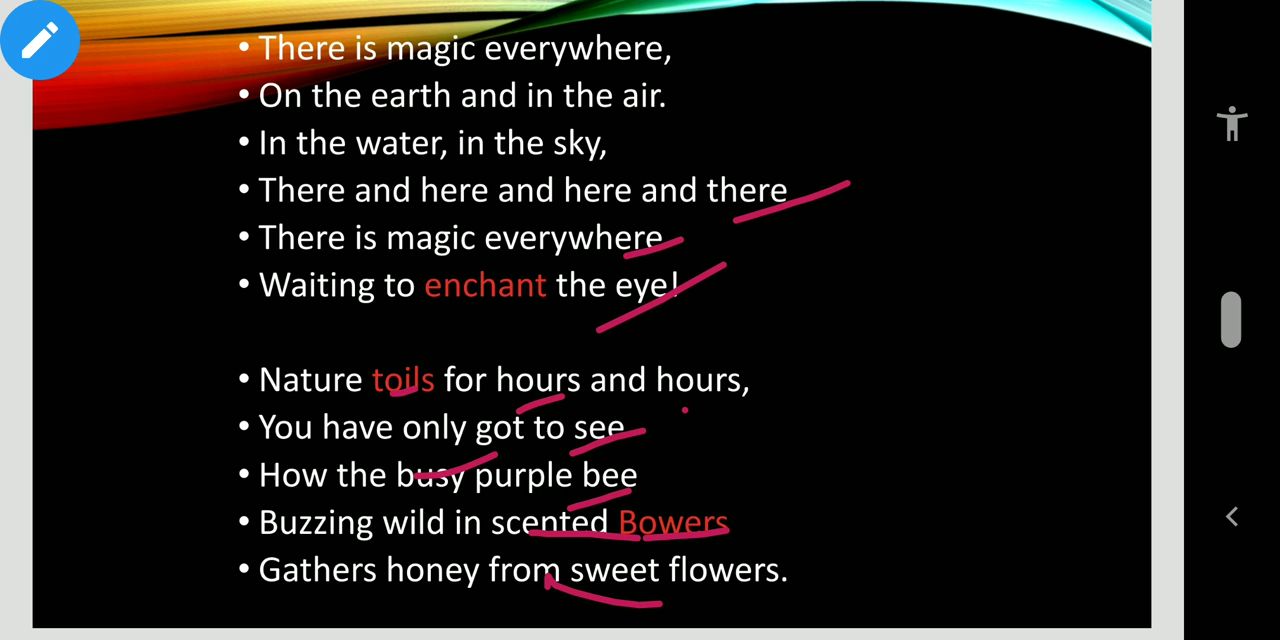 • There is magic everywhere,
• On the earth and in the air.
• In the water, in the sky,
• There and here and here and there
• There is magic everywhere
• Waiting to enchant the eye!
• Nature toils for hours and hours,
• You have only got to see
• How the busy purple bee
• Buzzing wild in scented Bowers
• Gathers honey from sweet flowers.